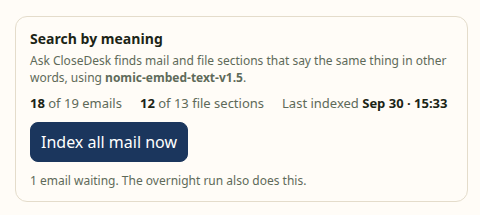 Search by meaning
Ask CloseDesk finds mail and file sections that say the same thing in other
words, using nomic-embed-text-v1.5.
18 of 19 emails 12 of 13 file sections Last indexed Sep 30 · 15:33
Index all mail now
1 email waiting. The overnight run also does this.